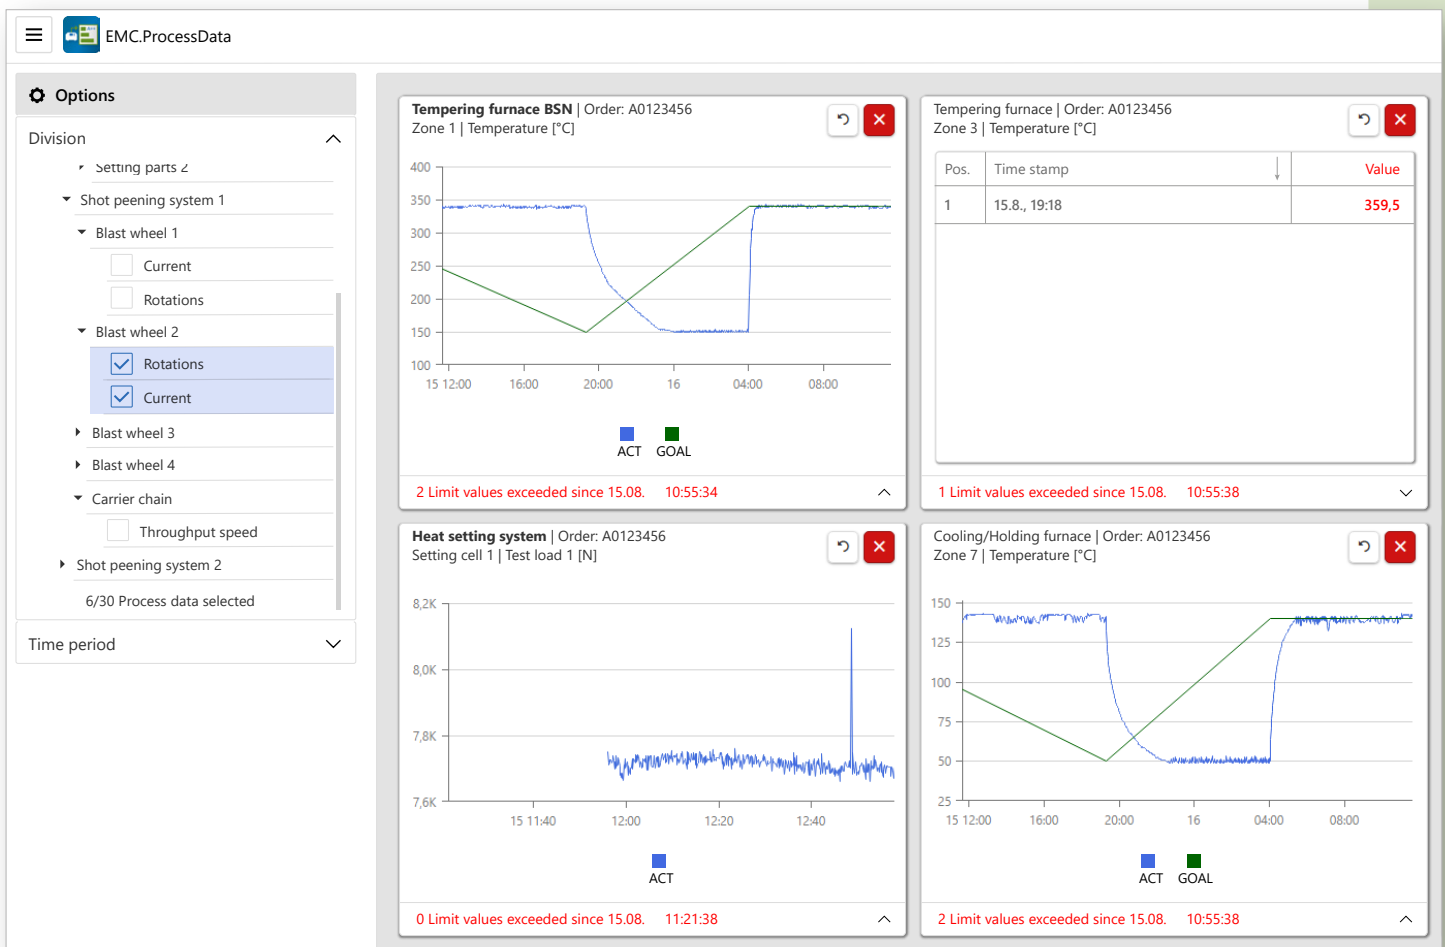 EMC.ProcessData
Options
Division
Setting parts 2
Shot peening system 1
Blast wheel 1
Current
Rotations
Blast wheel 2
Rotations
Current
Blast wheel 3
Blast wheel 4
Carrier chain
Throughput speed
Shot peening system 2
6/30 Process data selected
Time period
Tempering furnace BSN | Order: A0123456
Zone 1 | Temperature [°C]
400
350
300
250
200
150
100
15 12:00 16:00 20:00 16 04:00 08:00
ACT GOAL
2 Limit values exceeded since 15.08. 10:55:34
Tempering furnace | Order: A0123456
Zone 3 | Temperature [°C]
Pos. Time stamp Value
1 15.8., 19:18 359,5
1 Limit values exceeded since 15.08. 10:55:38
Heat setting system | Order: A0123456
Setting cell 1 | Test load 1 [N]
8,2K
8,0K
7,8K
7,6K
15 11:40 12:00 12:20 12:40
ACT
0 Limit values exceeded since 15.08. 11:21:38
Cooling/Holding furnace | Order: A0123456
Zone 7 | Temperature [°C]
150
125
100
75
50
25
15 12:00 16:00 20:00 16 04:00 08:00
ACT GOAL
2 Limit values exceeded since 15.08. 10:55:38